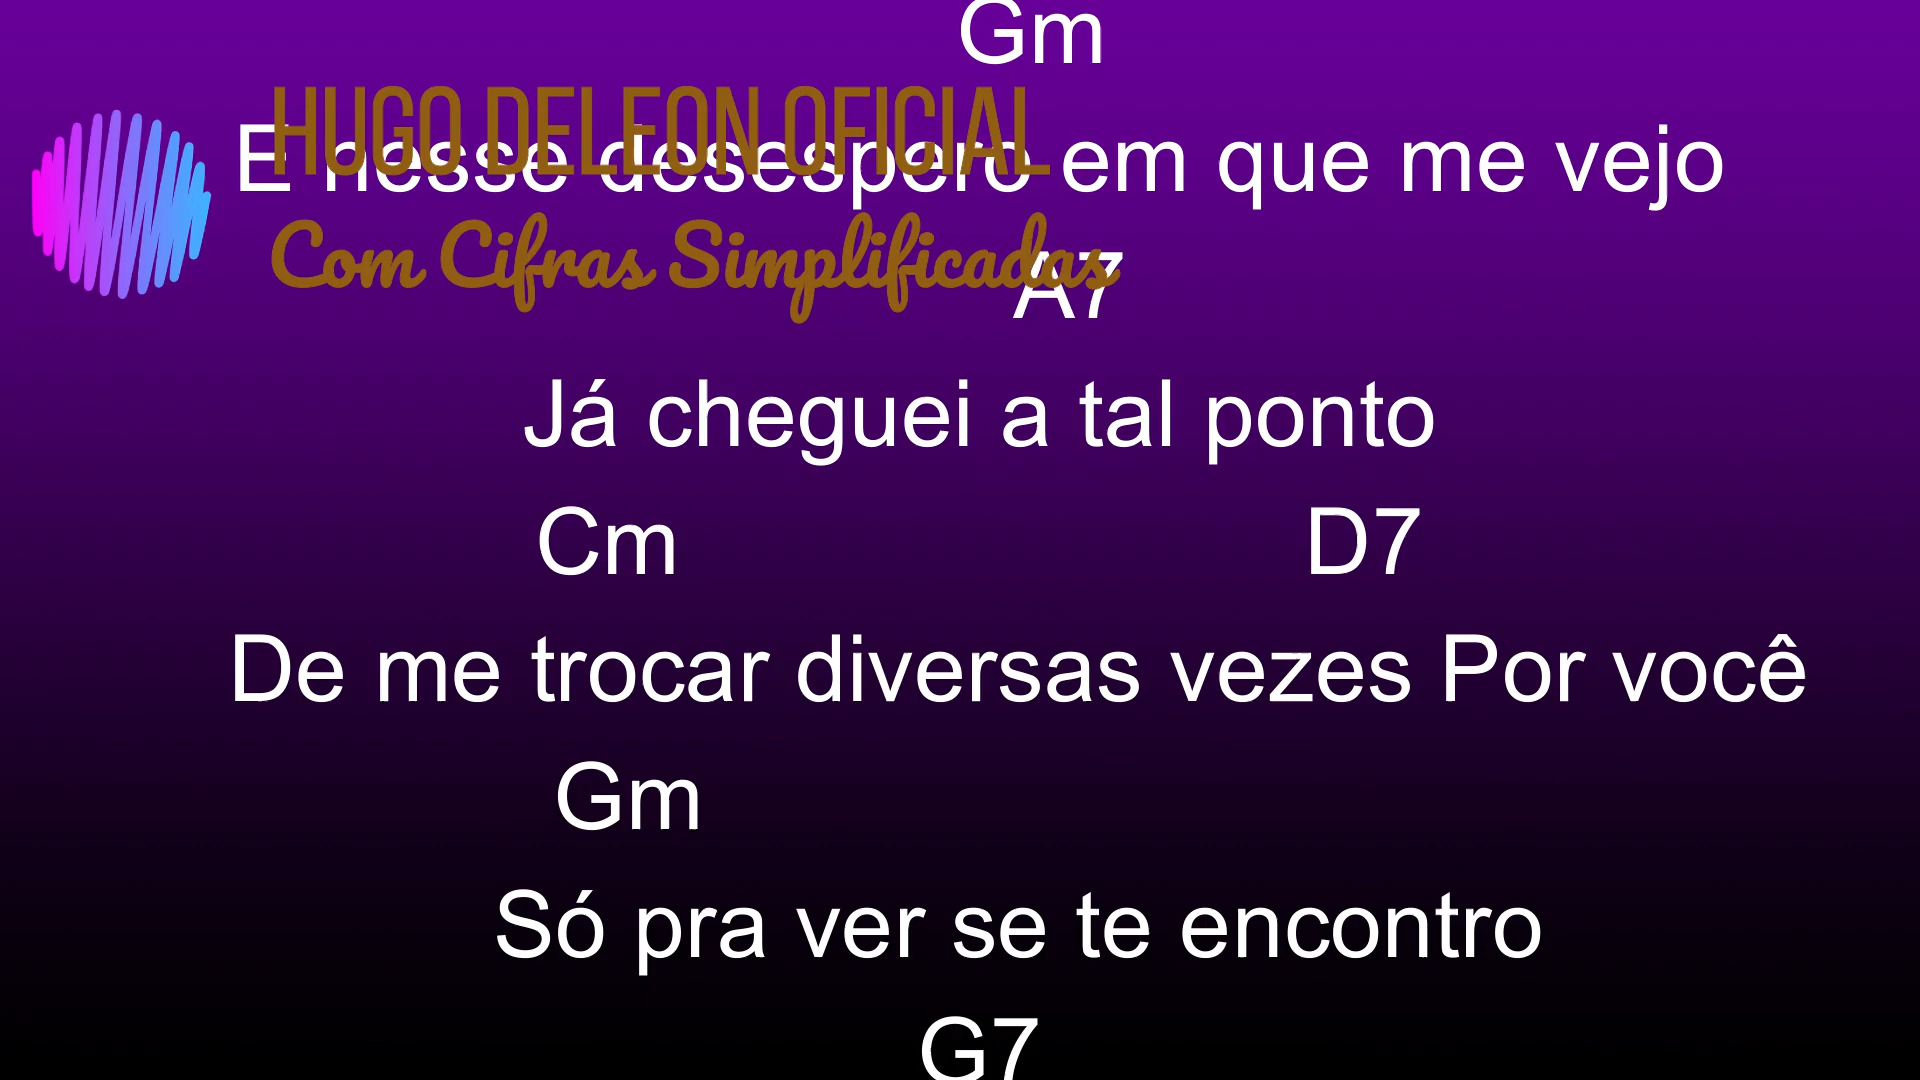 Gm
HUGO DELEON OFICIAL
E nesse desespero em que me vejo
Com Cifras Simplificadas
A7
Já cheguei a tal ponto
Cm D7
De me trocar diversas vezes Por você
Gm
Só pra ver se te encontro
G7